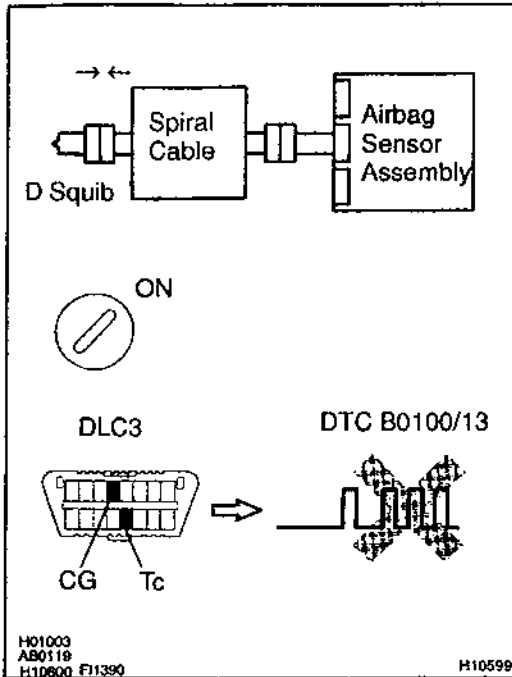 Spiral
Cable
Airbag
Sensor
Assembly
D Squib
ON
DLC3
DTC B0100/13
CG
Tc
H01003
AB0119
H10600 FI1390
H10599